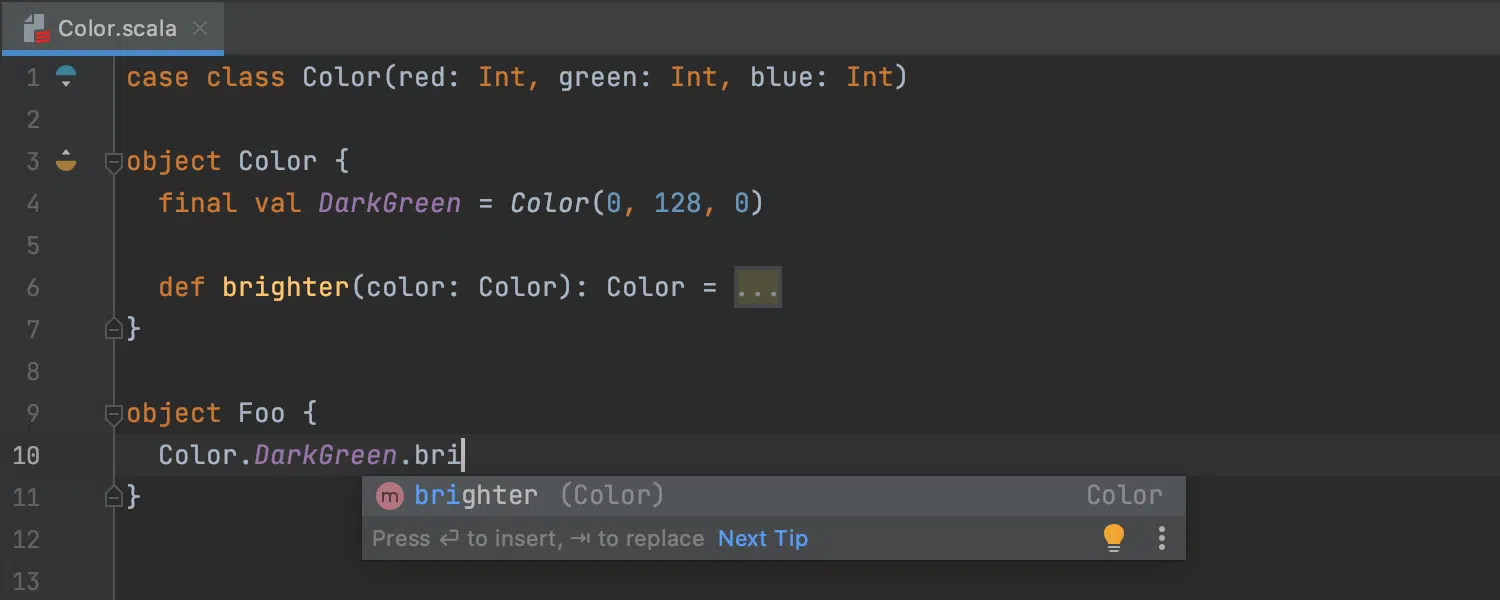 Color.scala
1 case class Color(red: Int, green: Int, blue: Int)
2
3 object Color {
4 final val DarkGreen = Color(0, 128, 0)
5
6 def brighter(color: Color): Color = ...
7 }
8
9 object Foo {
10 Color.DarkGreen.bri
m brighter (Color) Color
11 }
Press ↩ to insert, ⇥ to replace Next Tip
12
13